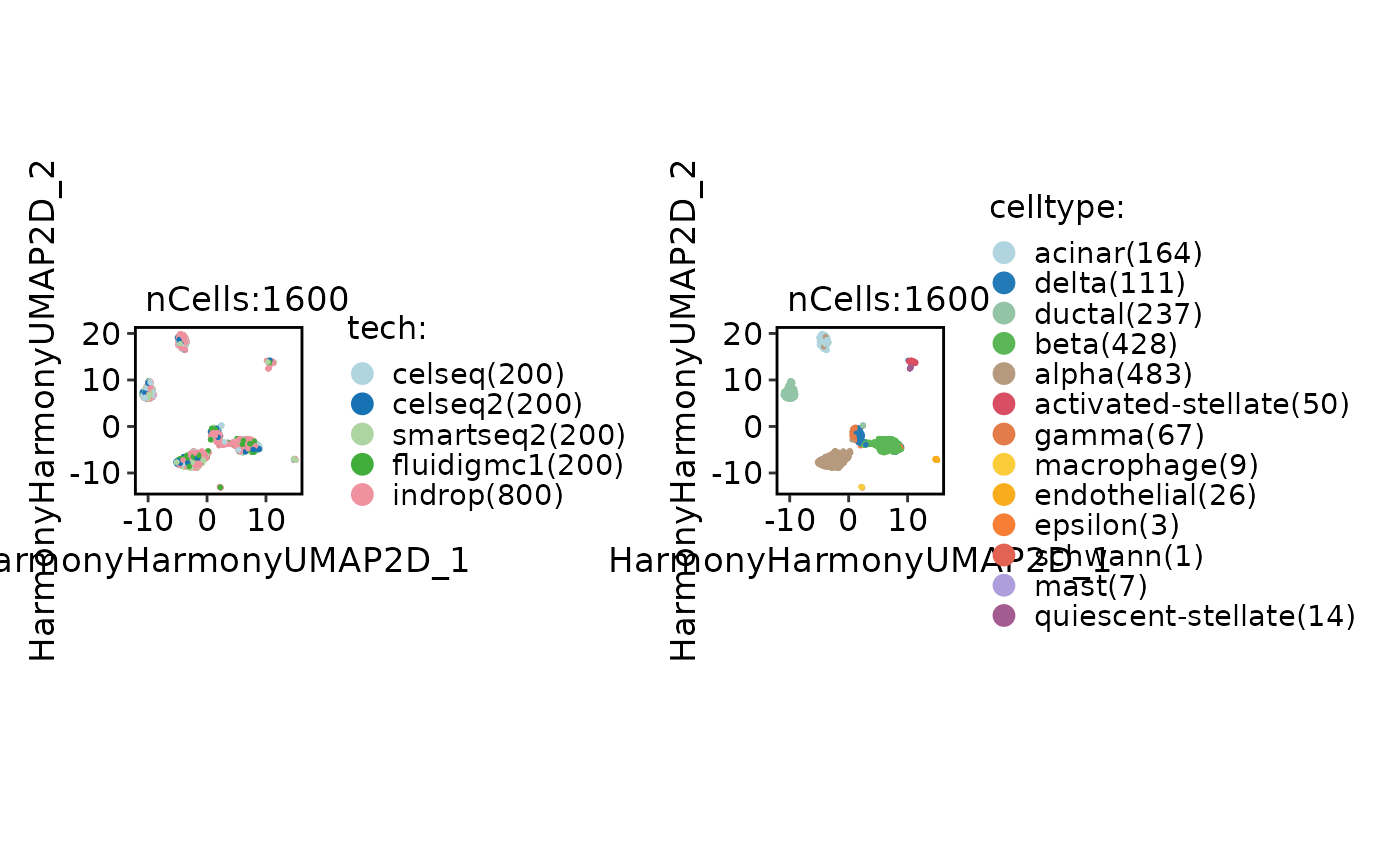 HarmonyHarmonyUMAP2D_2
nCells:1600
20
10
0
-10
-10 0 10
armonyHarmonyUMAP2D_1
tech:
celseq(200)
celseq2(200)
smartseq2(200)
fluidigmc1(200)
indrop(800)
HarmonyHarmonyUMAP2D_2
nCells:1600
20
10
0
-10
-10 0 10
HarmonyHarmonyUMAP2D_1
celltype:
acinar(164)
delta(111)
ductal(237)
beta(428)
alpha(483)
activated-stellate(50)
gamma(67)
macrophage(9)
endothelial(26)
epsilon(3)
schwann(1)
mast(7)
quiescent-stellate(14)